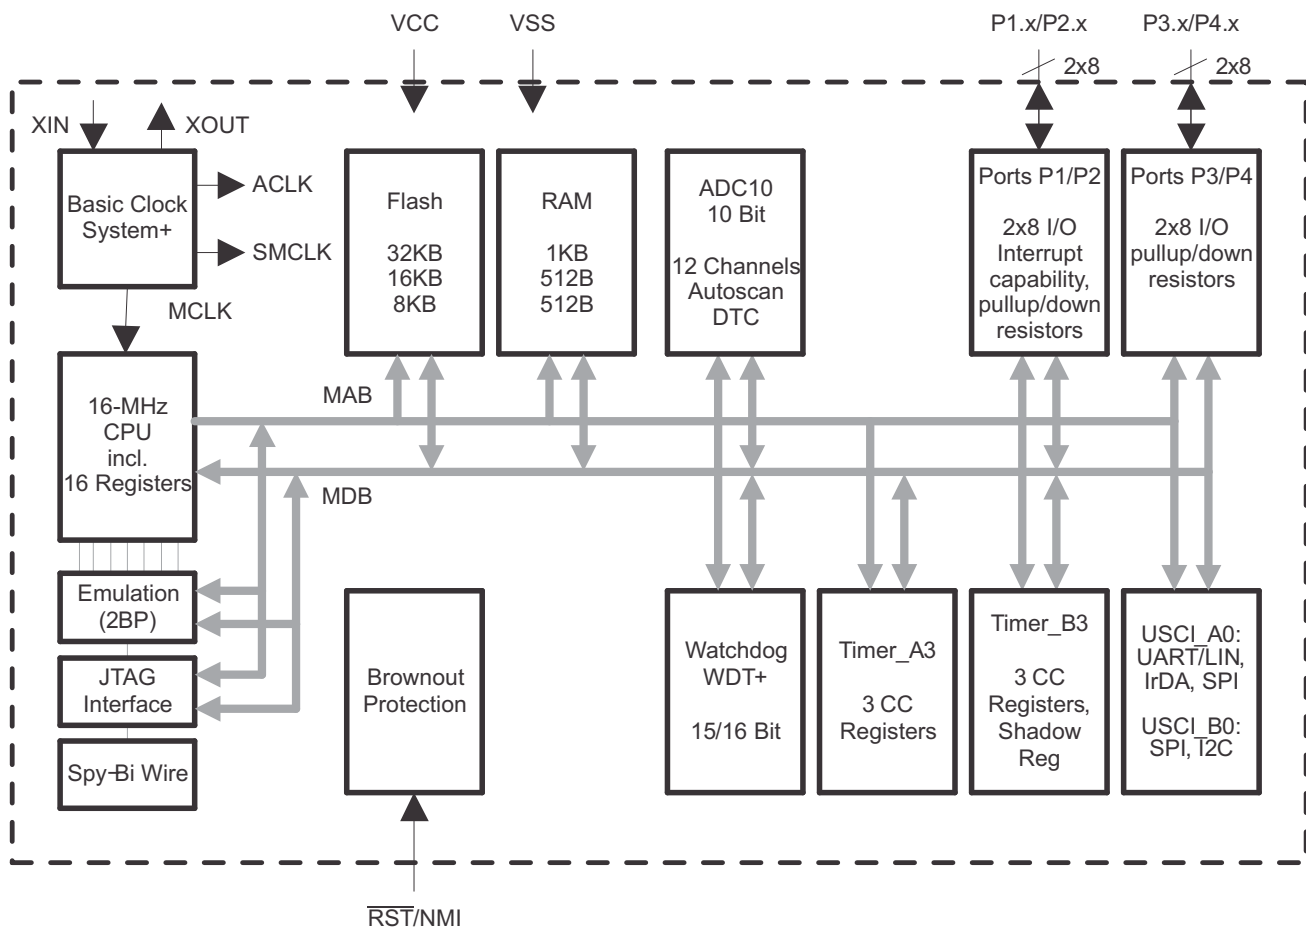 VCC
VSS
P1.x/P2.x
P3.x/P4.x
2x8
2x8
XIN
XOUT
Basic Clock
System+
ACLK
SMCLK
MCLK
Flash
32KB
16KB
8KB
RAM
1KB
512B
512B
ADC10
10 Bit
12 Channels
Autoscan
DTC
Ports P1/P2
2x8 I/O
Interrupt
capability,
pullup/down
resistors
Ports P3/P4
2x8 I/O
pullup/down
resistors
16-MHz
CPU
incl.
16 Registers
MAB
MDB
Emulation
(2BP)
JTAG
Interface
Spy-Bi Wire
Brownout
Protection
Watchdog
WDT+
15/16 Bit
Timer_A3
3 CC
Registers
Timer_B3
3 CC
Registers,
Shadow
Reg
USCI_A0:
UART/LIN,
IrDA, SPI
USCI_B0:
SPI, I2C
RST/NMI